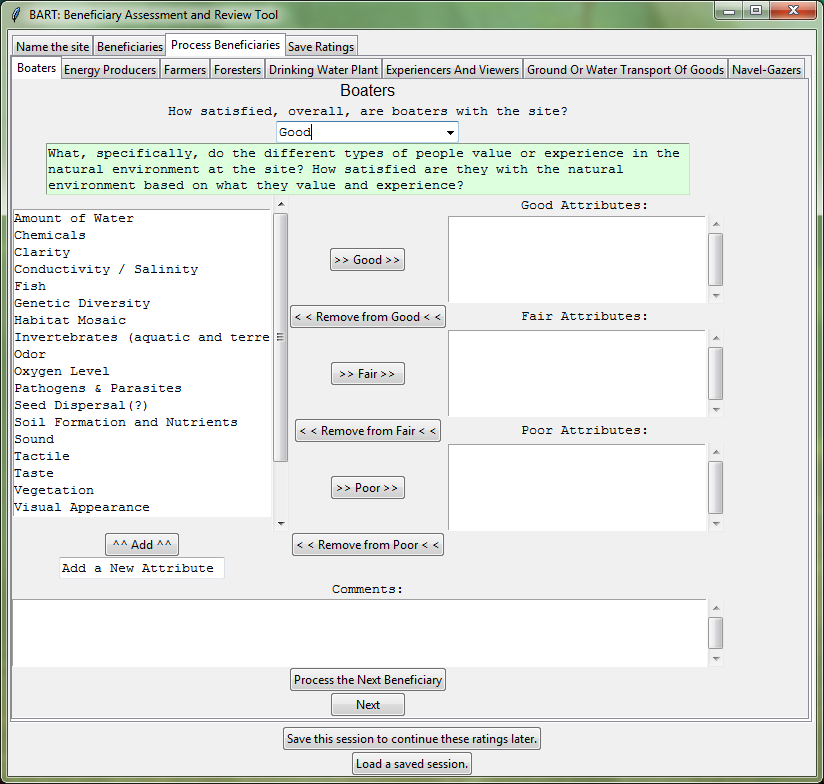 BART: Beneficiary Assessment and Review Tool
Name the site Beneficiaries Process Beneficiaries Save Ratings
Boaters Energy Producers Farmers Foresters Drinking Water Plant Experiencers And Viewers Ground Or Water Transport Of Goods Navel-Gazers
Boaters
How satisfied, overall, are boaters with the site?
Good
What, specifically, do the different types of people value or experience in the
natural environment at the site? How satisfied are they with the natural
environment based on what they value and experience?
Amount of Water
Chemicals
Clarity
Conductivity / Salinity
Fish
Genetic Diversity
Habitat Mosaic
Invertebrates (aquatic and terre
Odor
Oxygen Level
Pathogens & Parasites
Seed Dispersal(?)
Soil Formation and Nutrients
Sound
Tactile
Taste
Vegetation
Visual Appearance
^^ Add ^^
Add a New Attribute
>> Good >>
< < Remove from Good < <
>> Fair >>
< < Remove from Fair < <
>> Poor >>
< < Remove from Poor < <
Good Attributes:
Fair Attributes:
Poor Attributes:
Comments:
Process the Next Beneficiary
Next
Save this session to continue these ratings later.
Load a saved session.